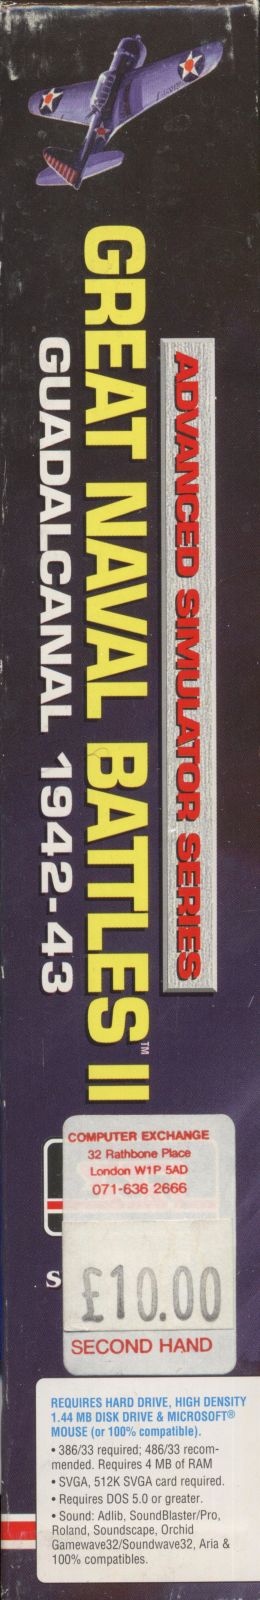 ADVANCED SIMULATOR SERIES
GREAT NAVAL BATTLES™ II
GUADALCANAL 1942-43
COMPUTER EXCHANGE
32 Rathbone Place
London W1P 5AD
071-636 2666
£10.00
SECOND HAND
S
REQUIRES HARD DRIVE, HIGH DENSITY
1.44 MB DISK DRIVE & MICROSOFT®
MOUSE (or 100% compatible).
• 386/33 required; 486/33 recom-
mended. Requires 4 MB of RAM
• SVGA, 512K SVGA card required.
• Requires DOS 5.0 or greater.
• Sound: Adlib, SoundBlaster/Pro,
Roland, Soundscape, Orchid
Gamewave32/Soundwave32, Aria &
100% compatibles.